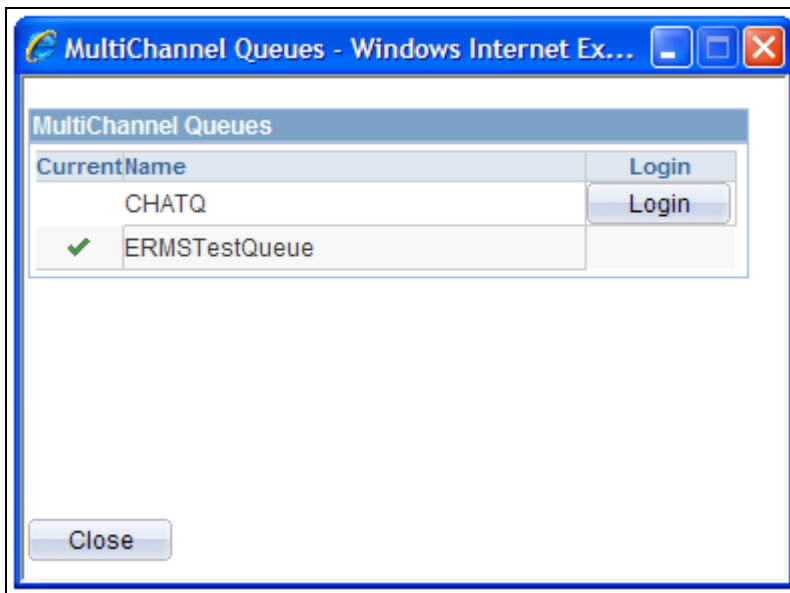 MultiChannel Queues - Windows Internet Ex...
MultiChannel Queues
Current Name Login
CHATQ Login
ERMSTestQueue
Close